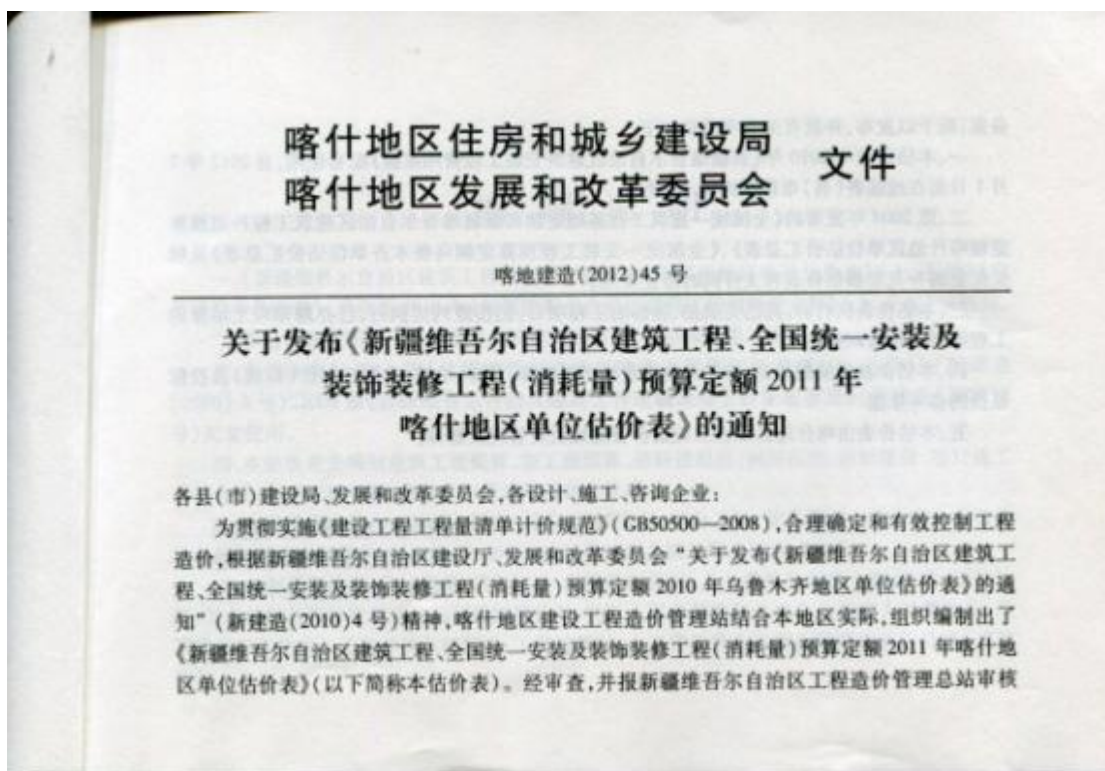 喀什地区住房和城乡建设局
喀什地区发展和改革委员会
文件
喀地建造(2012)45 号
关于发布《新疆维吾尔自治区建筑工程、全国统一安装及
装饰装修工程(消耗量)预算定额 2011 年
喀什地区单位估价表》的通知
各县(市)建设局、发展和改革委员会,各设计、施工、咨询企业:
为贯彻实施《建设工程工程量清单计价规范》(GB50500—2008),合理确定和有效控制工程
造价,根据新疆维吾尔自治区建设厅、发展和改革委员会“关于发布《新疆维吾尔自治区建筑工
程、全国统一安装及装饰装修工程(消耗量)预算定额 2010 年乌鲁木齐地区单位估价表》的通
知”(新建造(2010)4 号)精神,喀什地区建设工程造价管理站结合本地区实际,组织编制出了
《新疆维吾尔自治区建筑工程、全国统一安装及装饰装修工程(消耗量)预算定额 2011 年喀什地
区单位估价表》(以下简称本估价表)。经审查,并报新疆维吾尔自治区工程造价管理总站审核